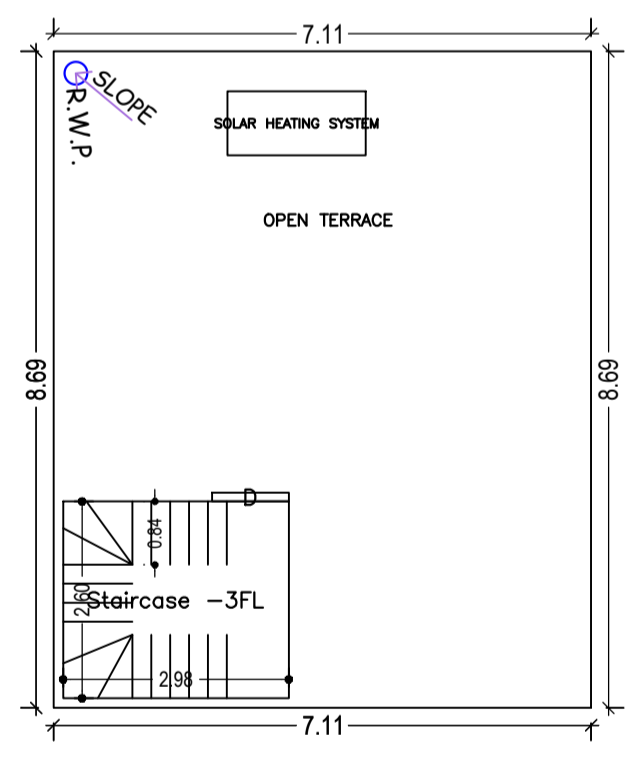 7.11
SLOPE
R.W.P.
SOLAR HEATING SYSTEM
OPEN TERRACE
8.69
8.69
D
0.84
2.60
Staircase -3FL
2.98
7.11